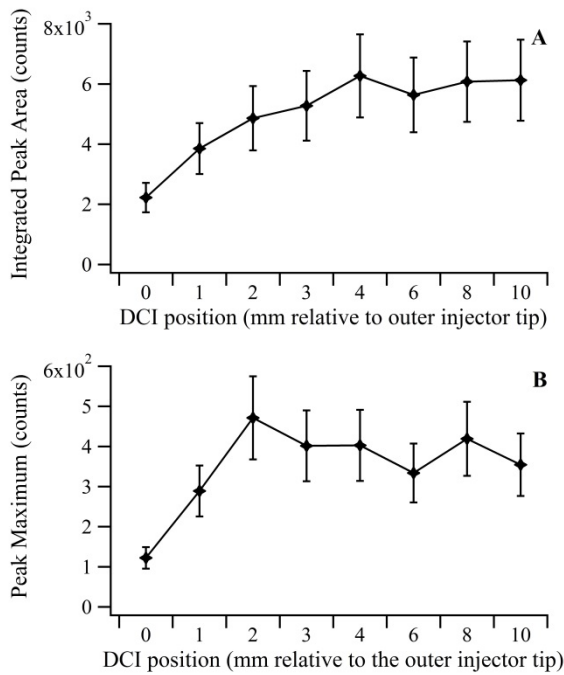 8x10³
A
6
4
2
0
Integrated Peak Area (counts)
0 1 2 3 4 6 8 10
DCI position (mm relative to outer injector tip)
6x10²
B
5
4
3
2
1
0
Peak Maximum (counts)
0 1 2 3 4 6 8 10
DCI position (mm relative to the outer injector tip)